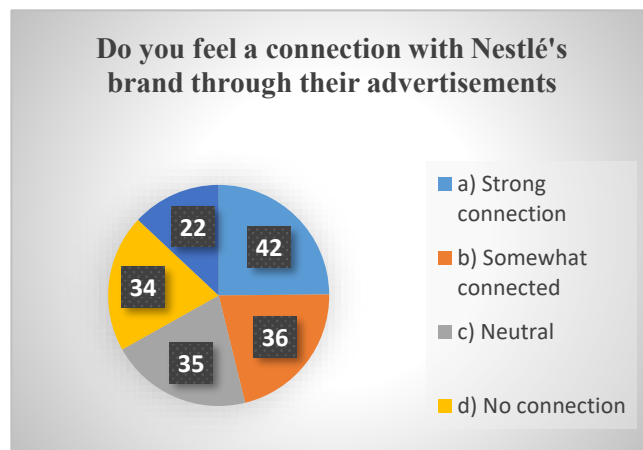 Do you feel a connection with Nestlé's
brand through their advertisements
22
42
34
36
35
a) Strong
connection
b) Somewhat
connected
c) Neutral
d) No connection